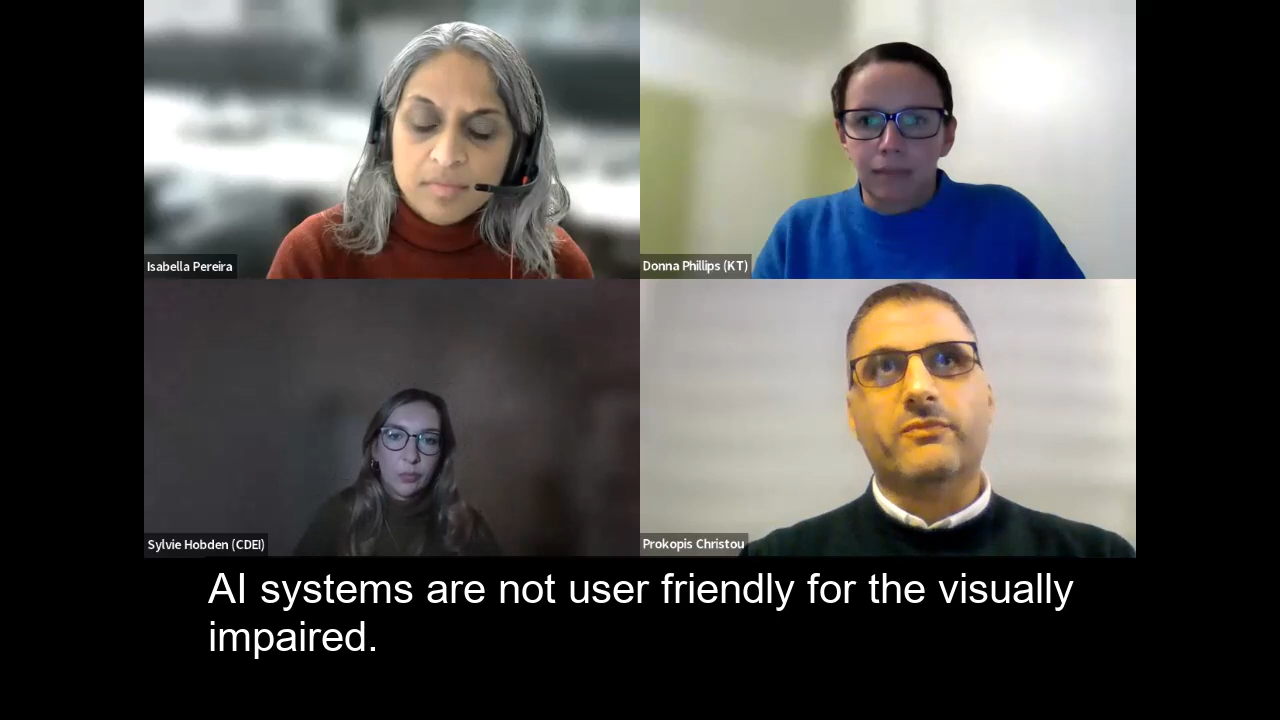 Isabella Pereira
Donna Phillips (KT)
Sylvie Hobden (CDEI)
Prokopis Christou
AI systems are not user friendly for the visually
impaired.